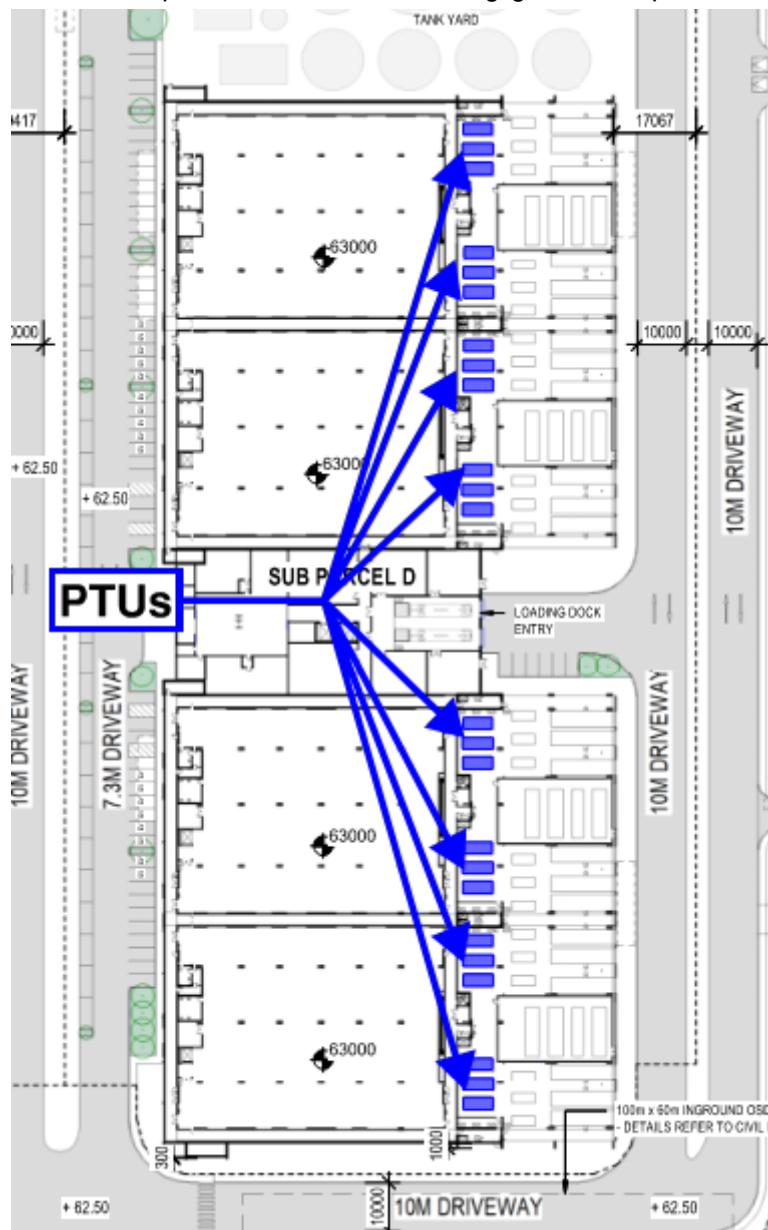 TANK YARD
17067
+63000
0000
10000
10000
+63000
+ 62.50
+ 62.50
10M DRIVEWAY
SUB PARCEL D
PTUs
LOADING DOCK
ENTRY
10M DRIVEWAY
7.3M DRIVEWAY
10M DRIVEWAY
+63000
+63000
100m x 60m INGROUND OSD
- DETAILS REFER TO CIVIL
300
1000
+ 62.50
10000
10M DRIVEWAY
+ 62.50